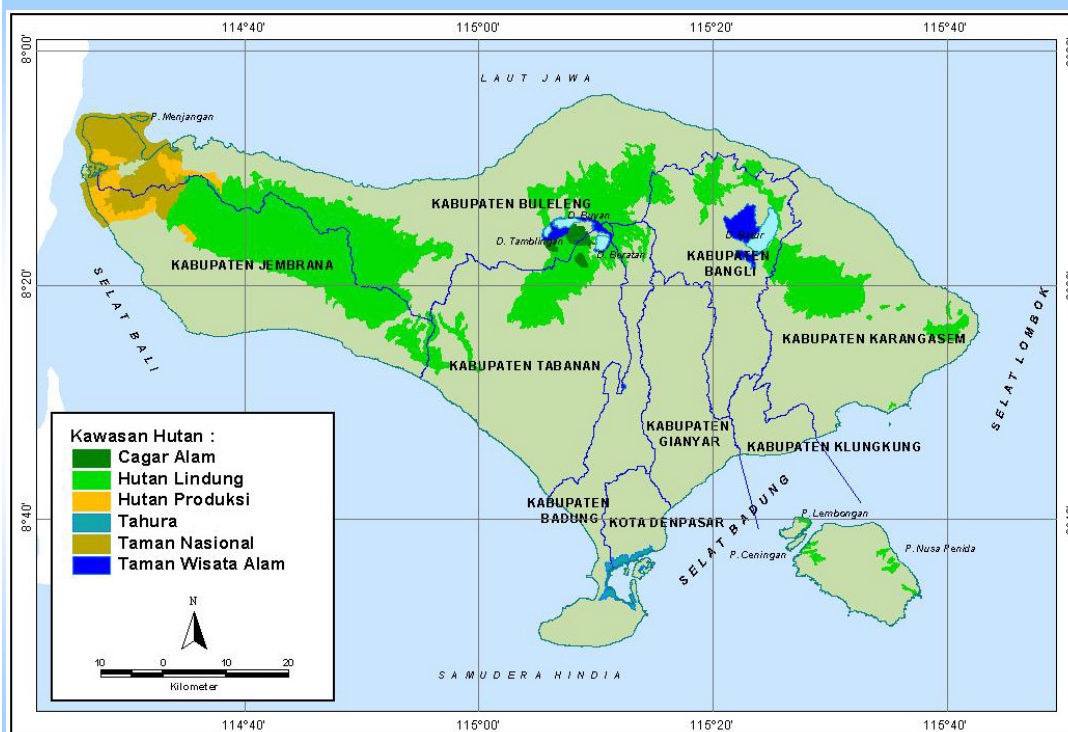 114°40' 115°00' 115°20' 115°40'
8°00'
LAUT JAWA
P. Menjangan
KABUPATEN BULELENG
D. Buyan
D. Tamblingan
D. Beratan
D. Batur
KABUPATEN
BANGLI
KABUPATEN JEMBRANA
8°20'
SELAT BALI
KABUPATEN TABANAN
KABUPATEN KARANGASEM
SELAT LOMBOK
KABUPATEN
GIANYAR
KABUPATEN KLUNGKUNG
KABUPATEN
BADUNG
KOTA DENPASAR
SELAT BADUNG
8°40'
P. Lembongan
P. Ceningan
P. Nusa Penida
Kawasan Hutan :
Cagar Alam
Hutan Lindung
Hutan Produksi
Tahura
Taman Nasional
Taman Wisata Alam
N
10 0 10 20
Kilometer
SAMUDERA HINDIA
114°40' 115°00' 115°20' 115°40'